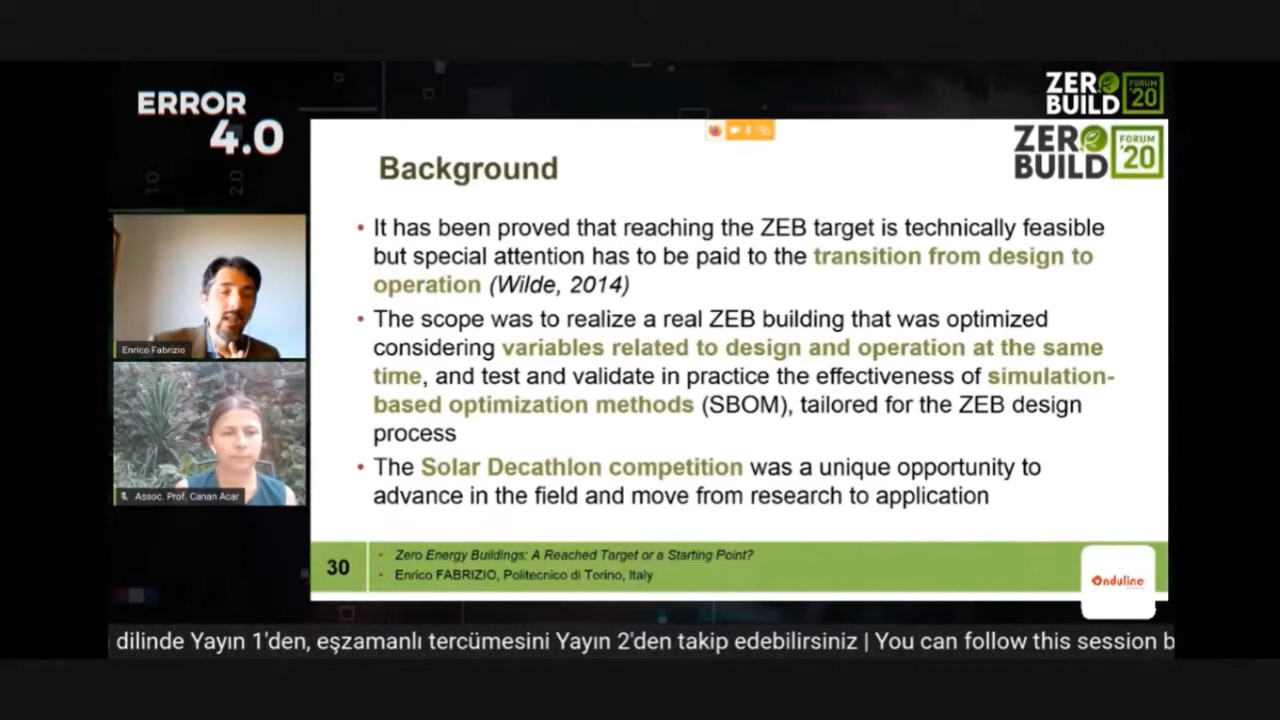 ERROR
4.0
1.0
2.0
ZERO
BUILD
FORUM
'20
ZERO
BUILD
FORUM
'20
Background
• It has been proved that reaching the ZEB target is technically feasible
but special attention has to be paid to the transition from design to
operation (Wilde, 2014)
• The scope was to realize a real ZEB building that was optimized
considering variables related to design and operation at the same
time, and test and validate in practice the effectiveness of simulation-
based optimization methods (SBOM), tailored for the ZEB design
process
• The Solar Decathlon competition was a unique opportunity to
advance in the field and move from research to application
Enrico Fabrizio
Assoc. Prof. Canan Acar
30
• Zero Energy Buildings: A Reached Target or a Starting Point?
• Enrico FABRIZIO, Politecnico di Torino, Italy
Onduline
dilinde Yayın 1'den, eşzamanlı tercümesini Yayın 2'den takip edebilirsiniz | You can follow this session b